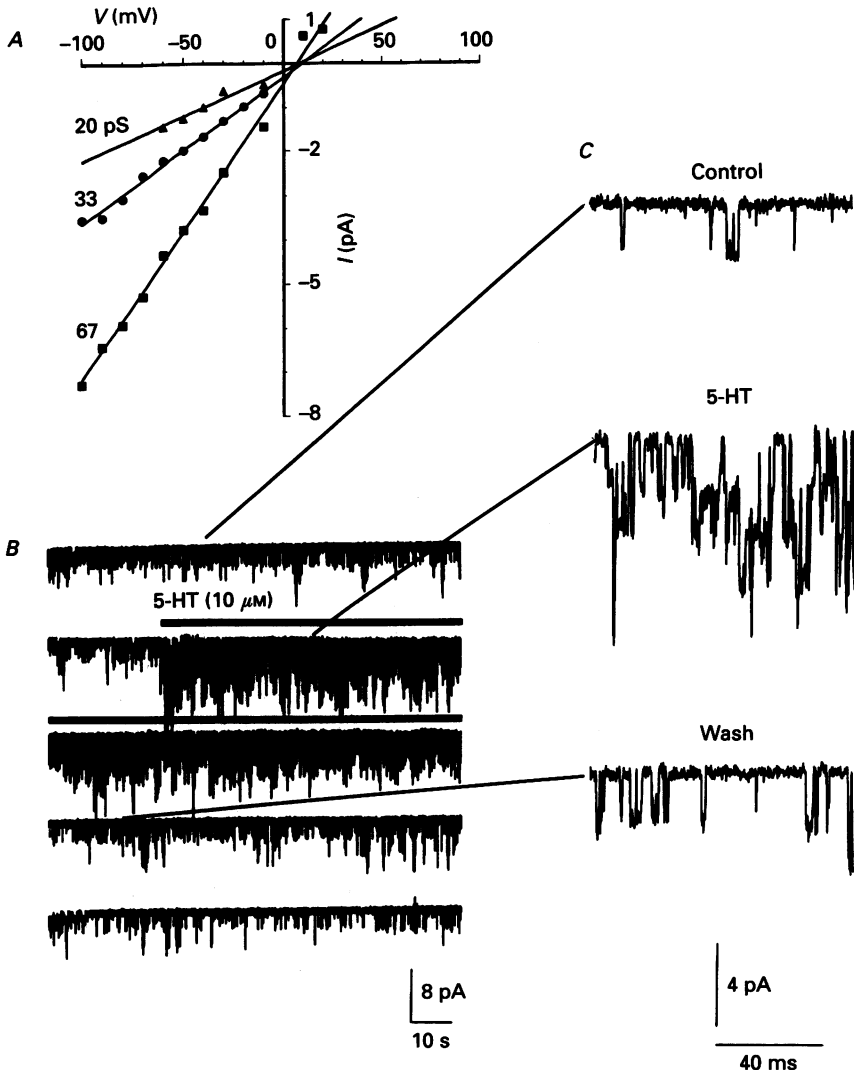 A
V (mV)
−100
−50
0
1
50
100
20 pS
33
67
−2
−5
−8
I (pA)
C
Control
5-HT
Wash
B
5-HT (10 μM)
8 pA
10 s
4 pA
40 ms